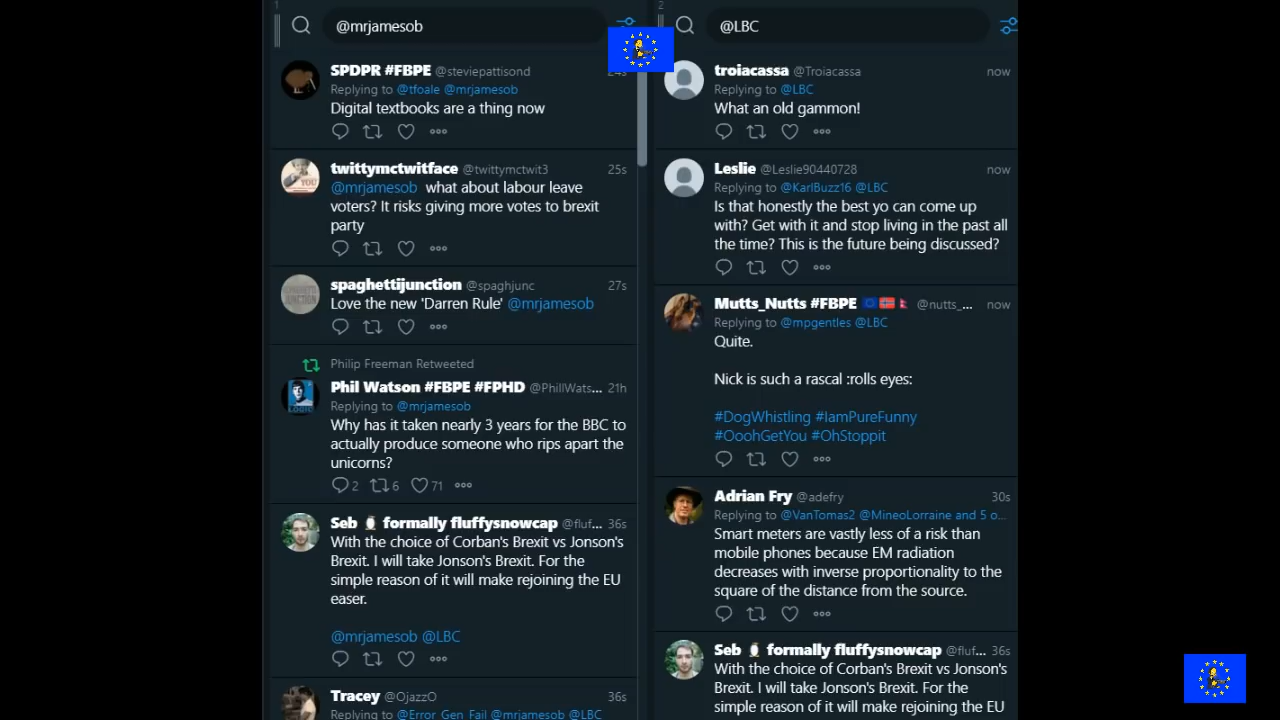 1
@mrjamesob
SPDPR #FBPE @steviepattisond 24s
Replying to @tfoale @mrjamesob
Digital textbooks are a thing now
twittymctwitface @twittymctwit3 25s
@mrjamesob what about labour leave
voters? It risks giving more votes to brexit
party
spaghettijunction @spaghjunc 27s
Love the new 'Darren Rule' @mrjamesob
Philip Freeman Retweeted
Phil Watson #FBPE #FPHD @PhillWats... 21h
Replying to @mrjamesob
Why has it taken nearly 3 years for the BBC to
actually produce someone who rips apart the
unicorns?
2 6 71
Seb formally fluffysnowcap @fluf... 36s
With the choice of Corban's Brexit vs Jonson's
Brexit. I will take Jonson's Brexit. For the
simple reason of it will make rejoining the EU
easer.
@mrjamesob @LBC
Tracey @OjazzO 36s
Replying to @Error_Gen_Fail @mrjamesob @LBC
2
@LBC
troiacassa @Troiacassa now
Replying to @LBC
What an old gammon!
Leslie @Leslie90440728 now
Replying to @KarlBuzz16 @LBC
Is that honestly the best yo can come up
with? Get with it and stop living in the past all
the time? This is the future being discussed?
Mutts_Nutts #FBPE @nutts_... now
Replying to @mpgentles @LBC
Quite.
Nick is such a rascal :rolls eyes:
#DogWhistling #IamPureFunny
#OoohGetYou #OhStoppit
Adrian Fry @adefry 30s
Replying to @VanTomas2 @MineoLorraine and 5 o...
Smart meters are vastly less of a risk than
mobile phones because EM radiation
decreases with inverse proportionality to the
square of the distance from the source.
Seb formally fluffysnowcap @fluf... 36s
With the choice of Corban's Brexit vs Jonson's
Brexit. I will take Jonson's Brexit. For the
simple reason of it will make rejoining the EU